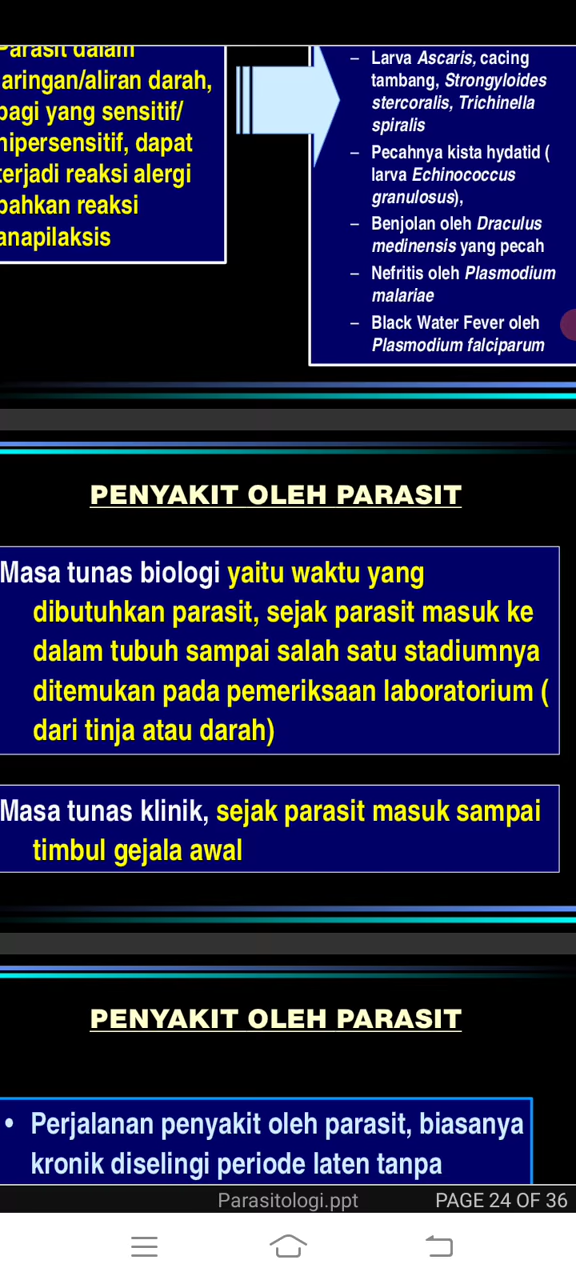 Parasit dalam
jaringan/aliran darah,
bagi yang sensitif/
hipersensitif, dapat
terjadi reaksi alergi
bahkan reaksi
anapilaksis
– Larva Ascaris, cacing
tambang, Strongyloides
stercoralis, Trichinella
spiralis
– Pecahnya kista hydatid (
larva Echinococcus
granulosus),
– Benjolan oleh Draculus
medinensis yang pecah
– Nefritis oleh Plasmodium
malariae
– Black Water Fever oleh
Plasmodium falciparum
PENYAKIT OLEH PARASIT
Masa tunas biologi yaitu waktu yang
dibutuhkan parasit, sejak parasit masuk ke
dalam tubuh sampai salah satu stadiumnya
ditemukan pada pemeriksaan laboratorium (
dari tinja atau darah)
Masa tunas klinik, sejak parasit masuk sampai
timbul gejala awal
PENYAKIT OLEH PARASIT
• Perjalanan penyakit oleh parasit, biasanya
kronik diselingi periode laten tanpa
Parasitologi.ppt PAGE 24 OF 36